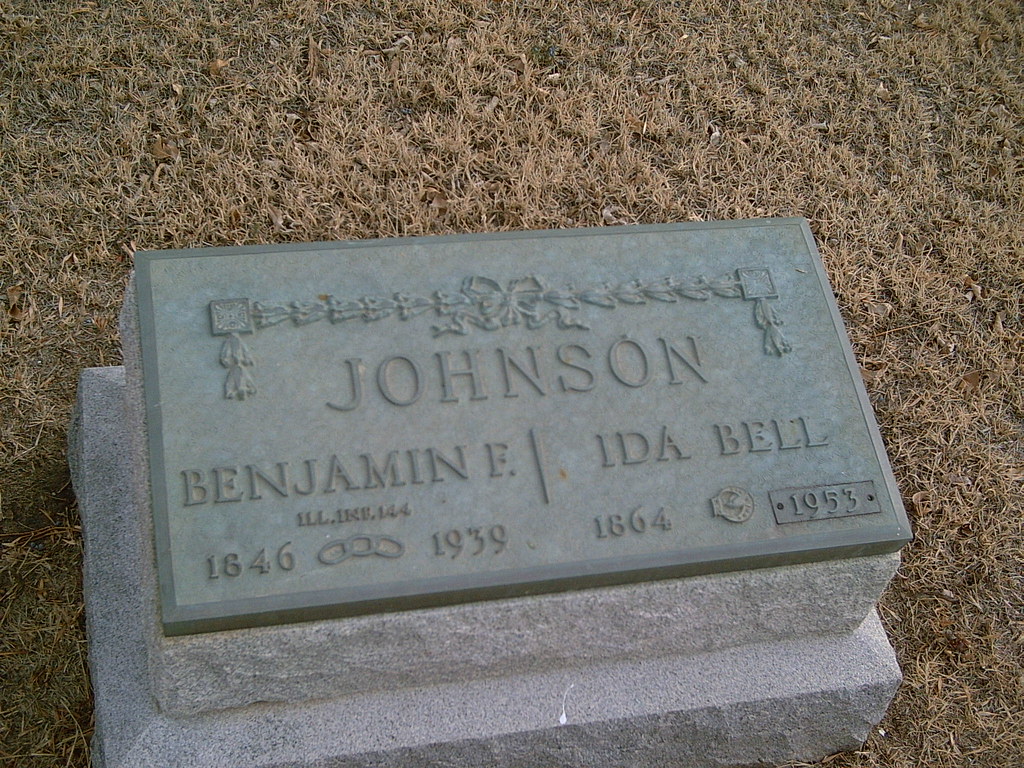 JOHNSON
BENJAMIN F. IDA BELL
ILL. INF. 144
1846 1939 1864 1953